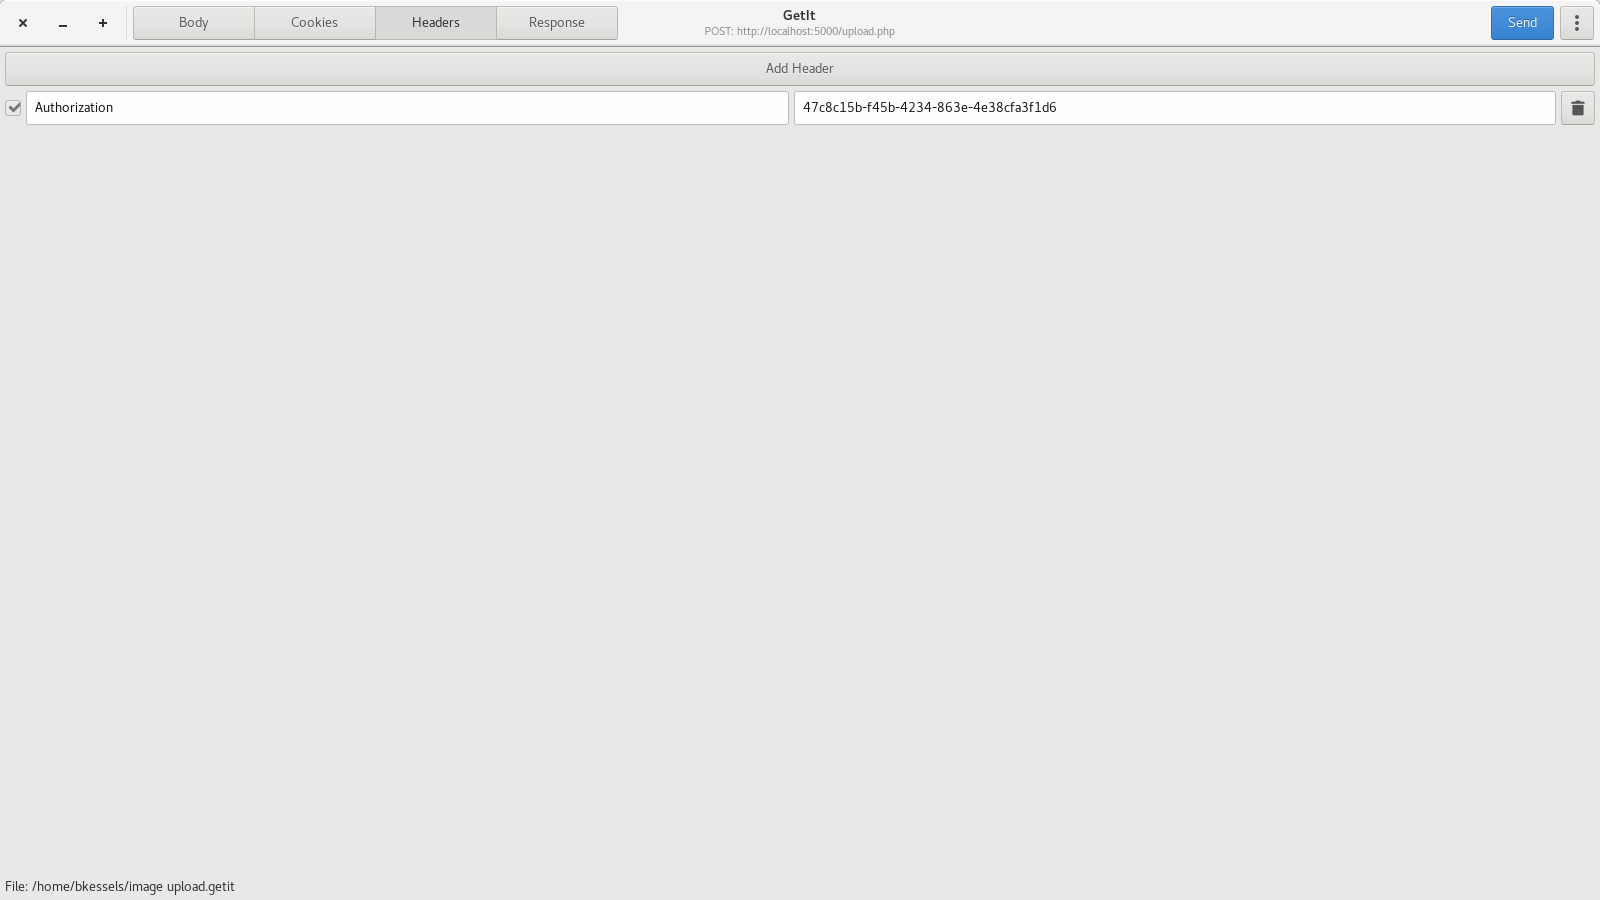 Body Cookies Headers Response
GetIt
POST: http://localhost:5000/upload.php
Send
Add Header
Authorization 47c8c15b-f45b-4234-863e-4e38cfa3f1d6
File: /home/bkessels/image upload.getit